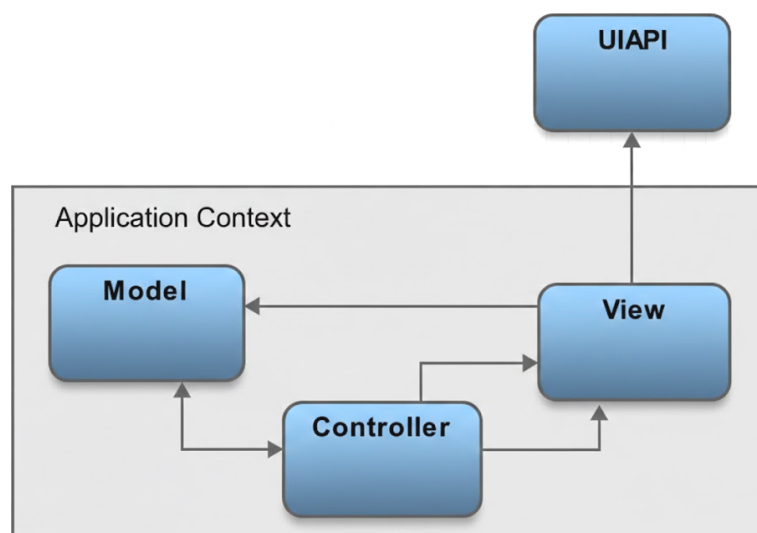 UIAPI
Application Context
Model
View
Controller